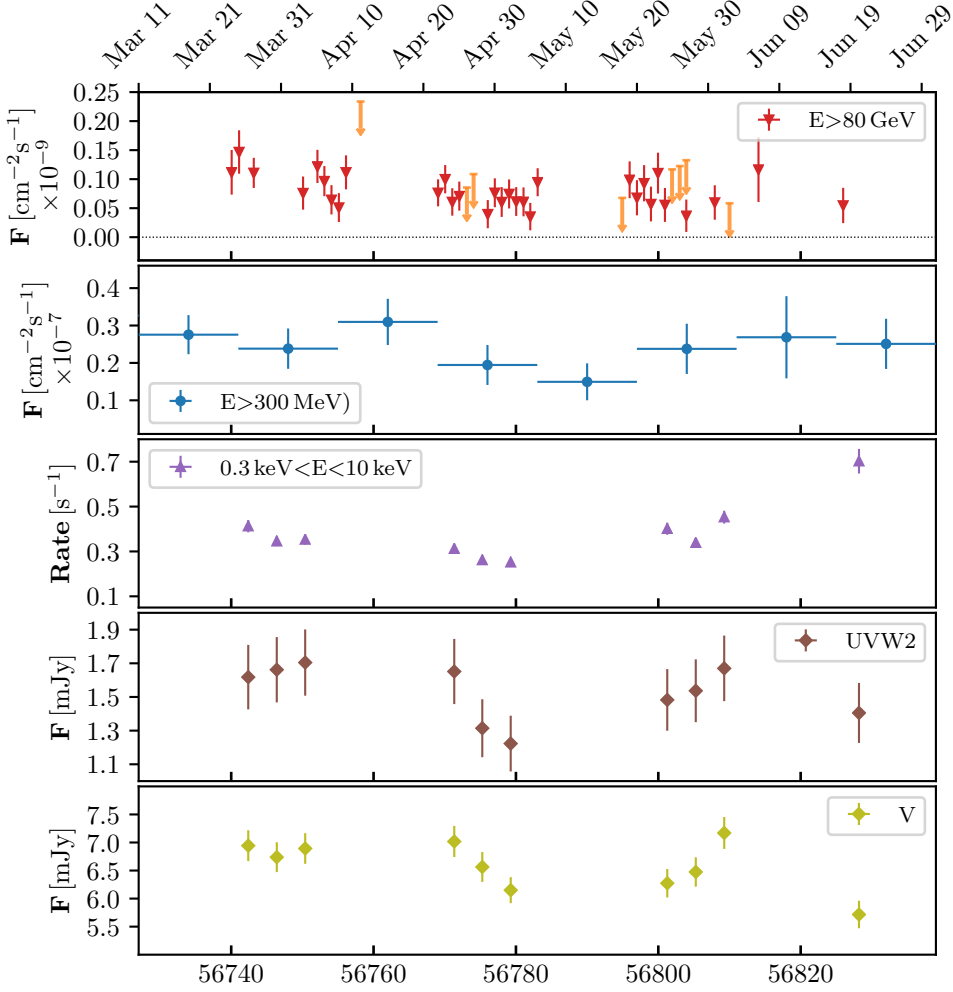 Mar 11 Mar 21 Mar 31 Apr 10 Apr 20 Apr 30 May 10 May 20 May 30 Jun 09 Jun 19 Jun 29
F [cm⁻²s⁻¹]
×10⁻⁹
0.25
0.20
0.15
0.10
0.05
0.00
E>80 GeV
F [cm⁻²s⁻¹]
×10⁻⁷
0.4
0.3
0.2
0.1
E>300 MeV)
Rate [s⁻¹]
0.7
0.5
0.3
0.1
0.3 keV<E<10 keV
F [mJy]
1.9
1.7
1.5
1.3
1.1
UVW2
F [mJy]
7.5
7.0
6.5
6.0
5.5
V
56740 56760 56780 56800 56820